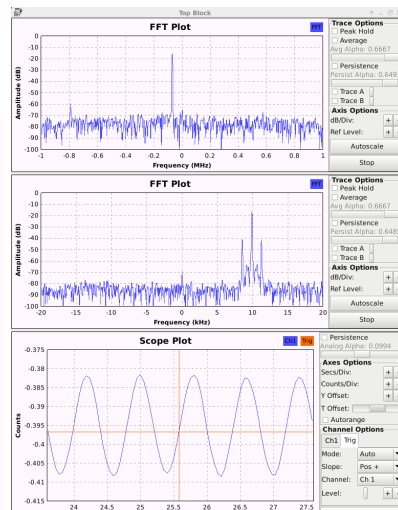 Top Block
FFT Plot
FFT
0
-10
-20
-30
-40
-50
-60
-70
-80
-90
-100
Amplitude (dB)
-1 -0.8 -0.6 -0.4 -0.2 0 0.2 0.4 0.6 0.8 1
Frequency (MHz)
Trace Options
Peak Hold
Average
Avg Alpha: 0.6667
Persistence
Trace A
Trace B
Axis Options
dB/Div: +
Ref Level: +
Autoscale
Stop
FFT Plot
FFT
0
-10
-20
-30
-40
-50
-60
-70
-80
-90
-100
Amplitude (dB)
-20 -15 -10 -5 0 5 10 15 20
Frequency (kHz)
Trace Options
Peak Hold
Average
Avg Alpha: 0.6667
Persistence
Trace A
Trace B
Axis Options
dB/Div: +
Ref Level: +
Autoscale
Stop
Scope Plot
Ch1 Trig
-0.375
-0.38
-0.385
-0.39
-0.395
-0.4
-0.405
-0.41
-0.415
Counts
24 24.5 25 25.5 26 26.5 27 27.5
Persistence
Analog Alpha: 0.0994
Axes Options
Secs/Div: +
Counts/Div: +
Y Offset: +
T Offset:
Autorange
Channel Options
Ch1 Trig
Mode: Auto
Slope: Pos +
Channel: Ch 1
Level: +